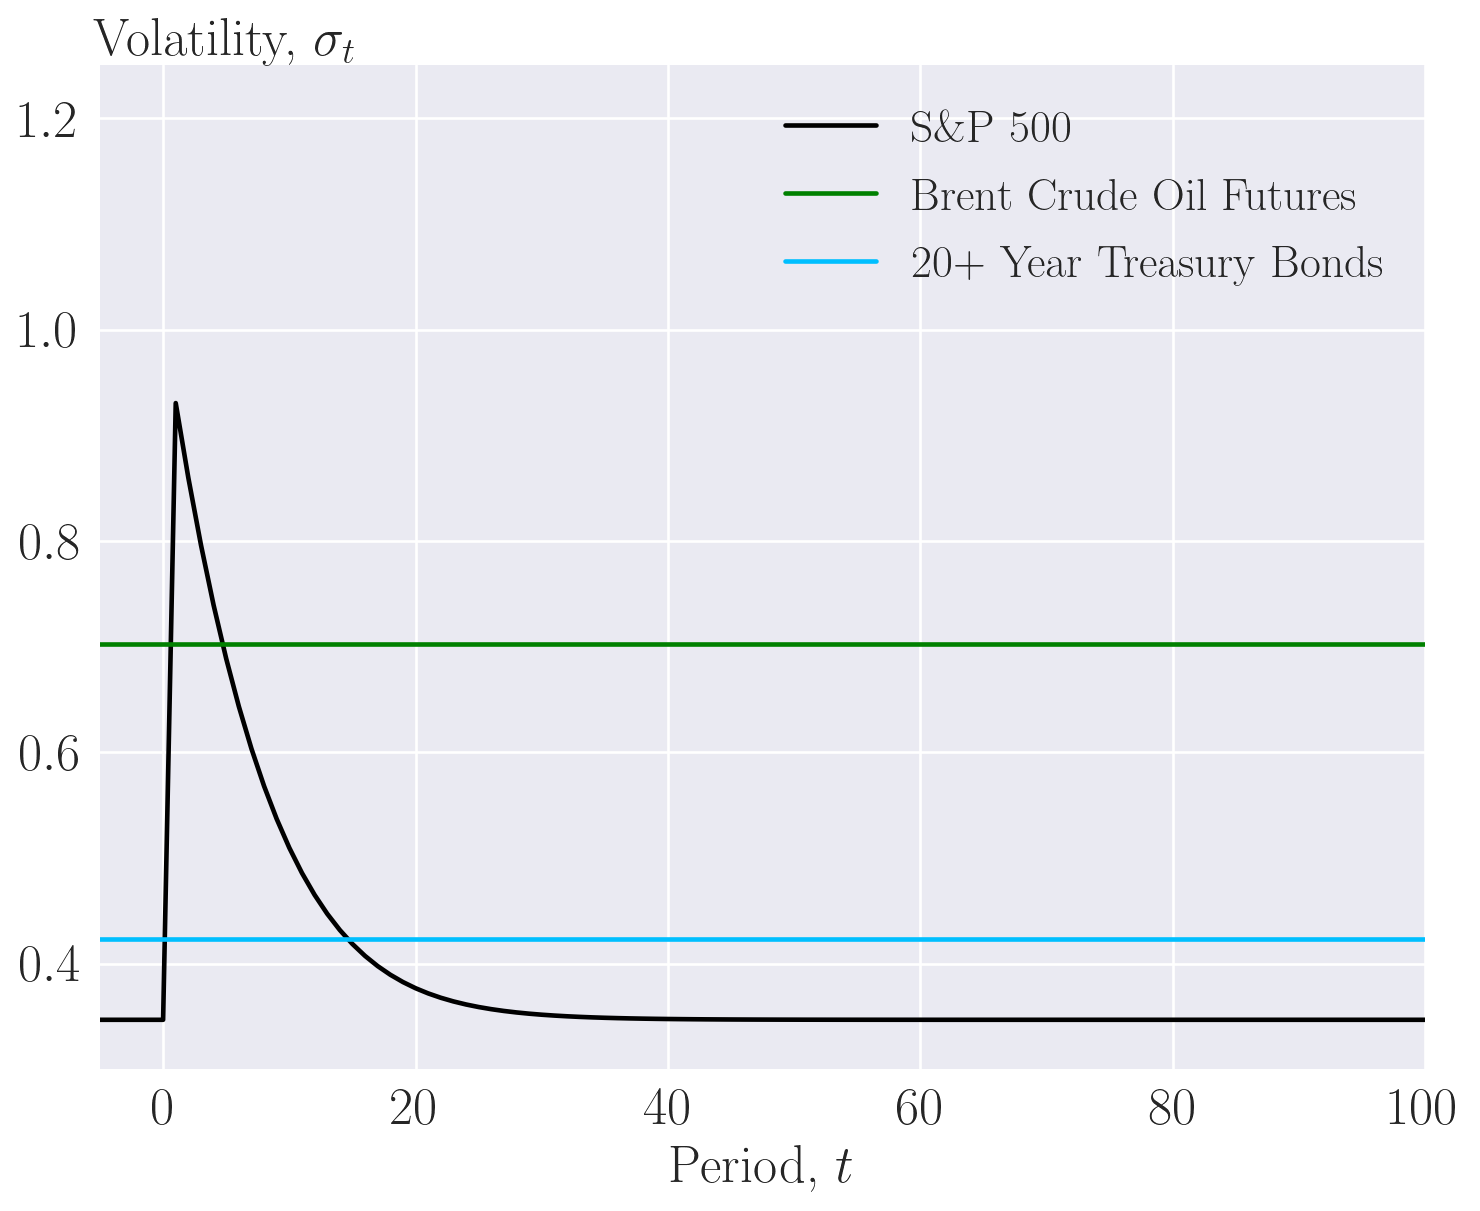 Volatility, σt
1.2
1.0
0.8
0.6
0.4
S&P 500
Brent Crude Oil Futures
20+ Year Treasury Bonds
0 20 40 60 80 100
Period, t